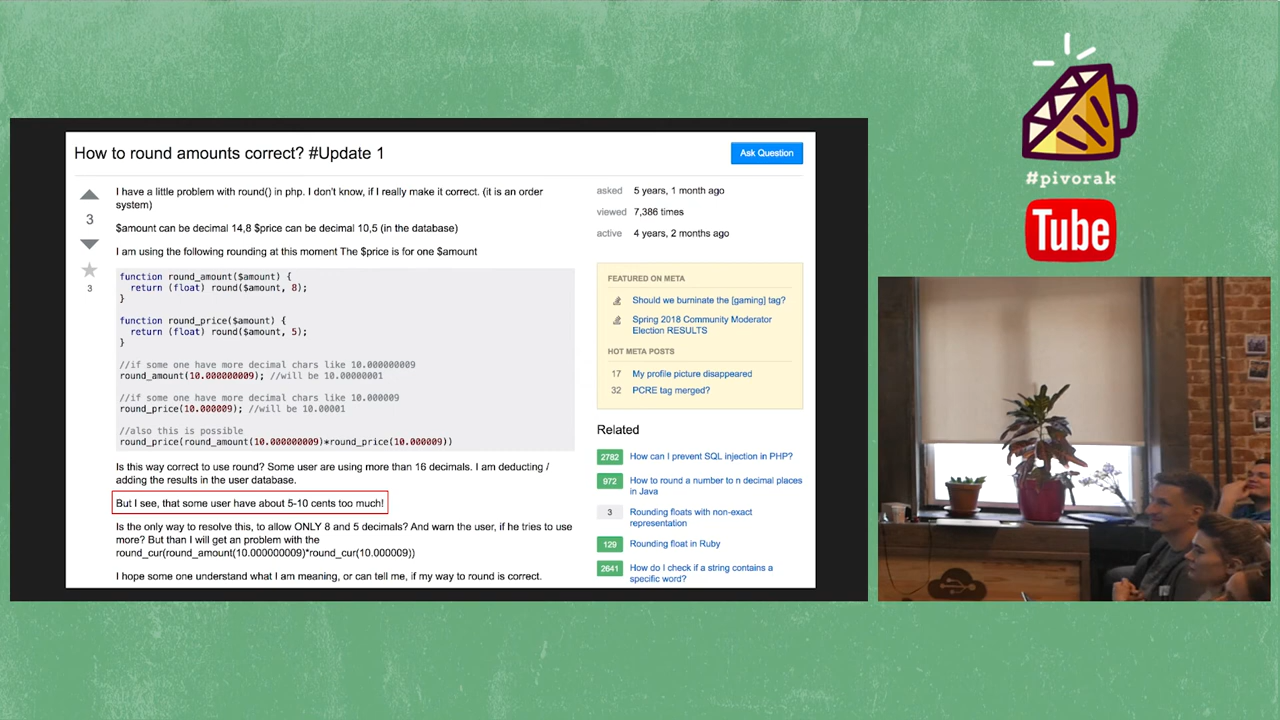 How to round amounts correct? #Update 1
Ask Question
3
3
I have a little problem with round() in php. I don't know, if I really make it correct. (it is an order
system)
$amount can be decimal 14,8 $price can be decimal 10,5 (in the database)
I am using the following rounding at this moment The $price is for one $amount
function round_amount($amount) {
return (float) round($amount, 8);
}
function round_price($amount) {
return (float) round($amount, 5);
}
//if some one have more decimal chars like 10.000000009
round_amount(10.000000009); //will be 10.00000001
//if some one have more decimal chars like 10.000009
round_price(10.000009); //will be 10.00001
//also this is possible
round_price(round_amount(10.000000009)*round_price(10.000009))
Is this way correct to use round? Some user are using more than 16 decimals. I am deducting /
adding the results in the user database.
But I see, that some user have about 5-10 cents too much!
Is the only way to resolve this, to allow ONLY 8 and 5 decimals? And warn the user, if he tries to use
more? But than I will get an problem with the
round_cur(round_amount(10.000000009)*round_cur(10.000009))
I hope some one understand what I am meaning, or can tell me, if my way to round is correct.
asked 5 years, 1 month ago
viewed 7,386 times
active 4 years, 2 months ago
FEATURED ON META
Should we burninate the [gaming] tag?
Spring 2018 Community Moderator
Election RESULTS
HOT META POSTS
17 My profile picture disappeared
32 PCRE tag merged?
Related
2782 How can I prevent SQL injection in PHP?
972 How to round a number to n decimal places
in Java
3 Rounding floats with non-exact
representation
129 Rounding float in Ruby
2641 How do I check if a string contains a
specific word?
#pivorak
Tube